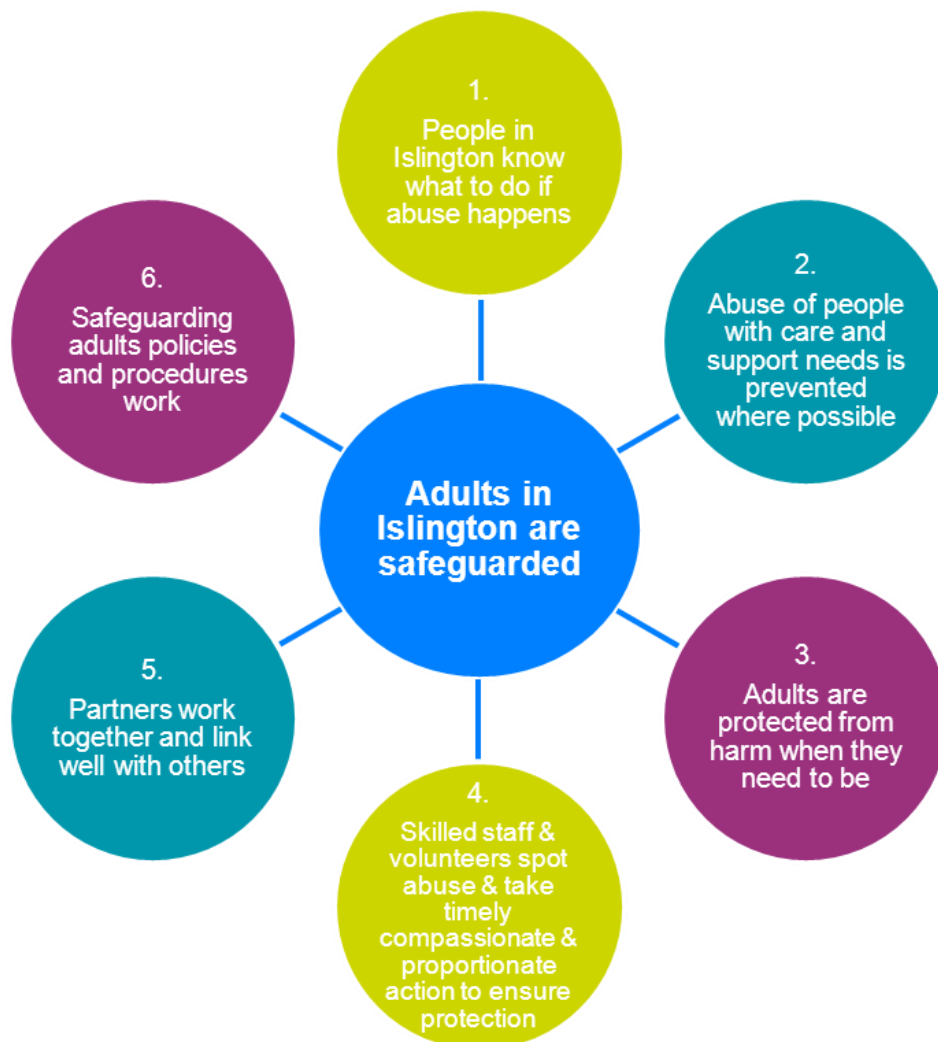 1.
People in
Islington know
what to do if
abuse happens
2.
Abuse of people
with care and
support needs is
prevented
where possible
3.
Adults are
protected from
harm when they
need to be
4.
Skilled staff &
volunteers spot
abuse & take
timely
compassionate &
proportionate
action to ensure
protection
5.
Partners work
together and link
well with others
6.
Safeguarding
adults policies
and procedures
work
Adults in
Islington are
safeguarded